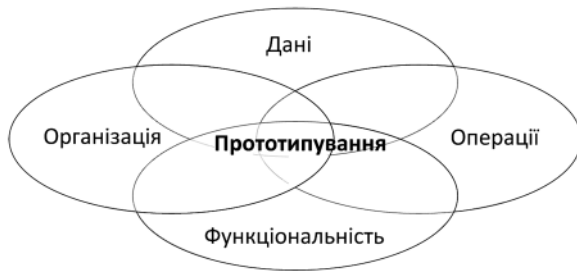 Дані
Організація
Прототипування
Операції
Функціональність